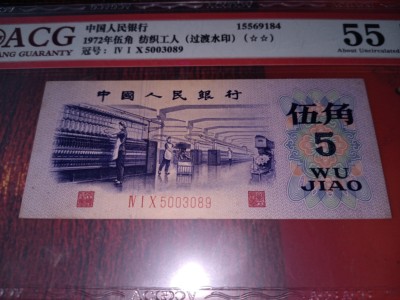 ACG
ANG GUARANTY
中国人民银行
15569184
1972年伍角 纺织工人（过渡水印）（☆☆）
冠号：Ⅳ Ⅰ Ⅹ 5003089
55
About Uncirculated
中國人民銀行
伍角
5
WU
JIAO
Ⅳ Ⅰ Ⅹ 5003089